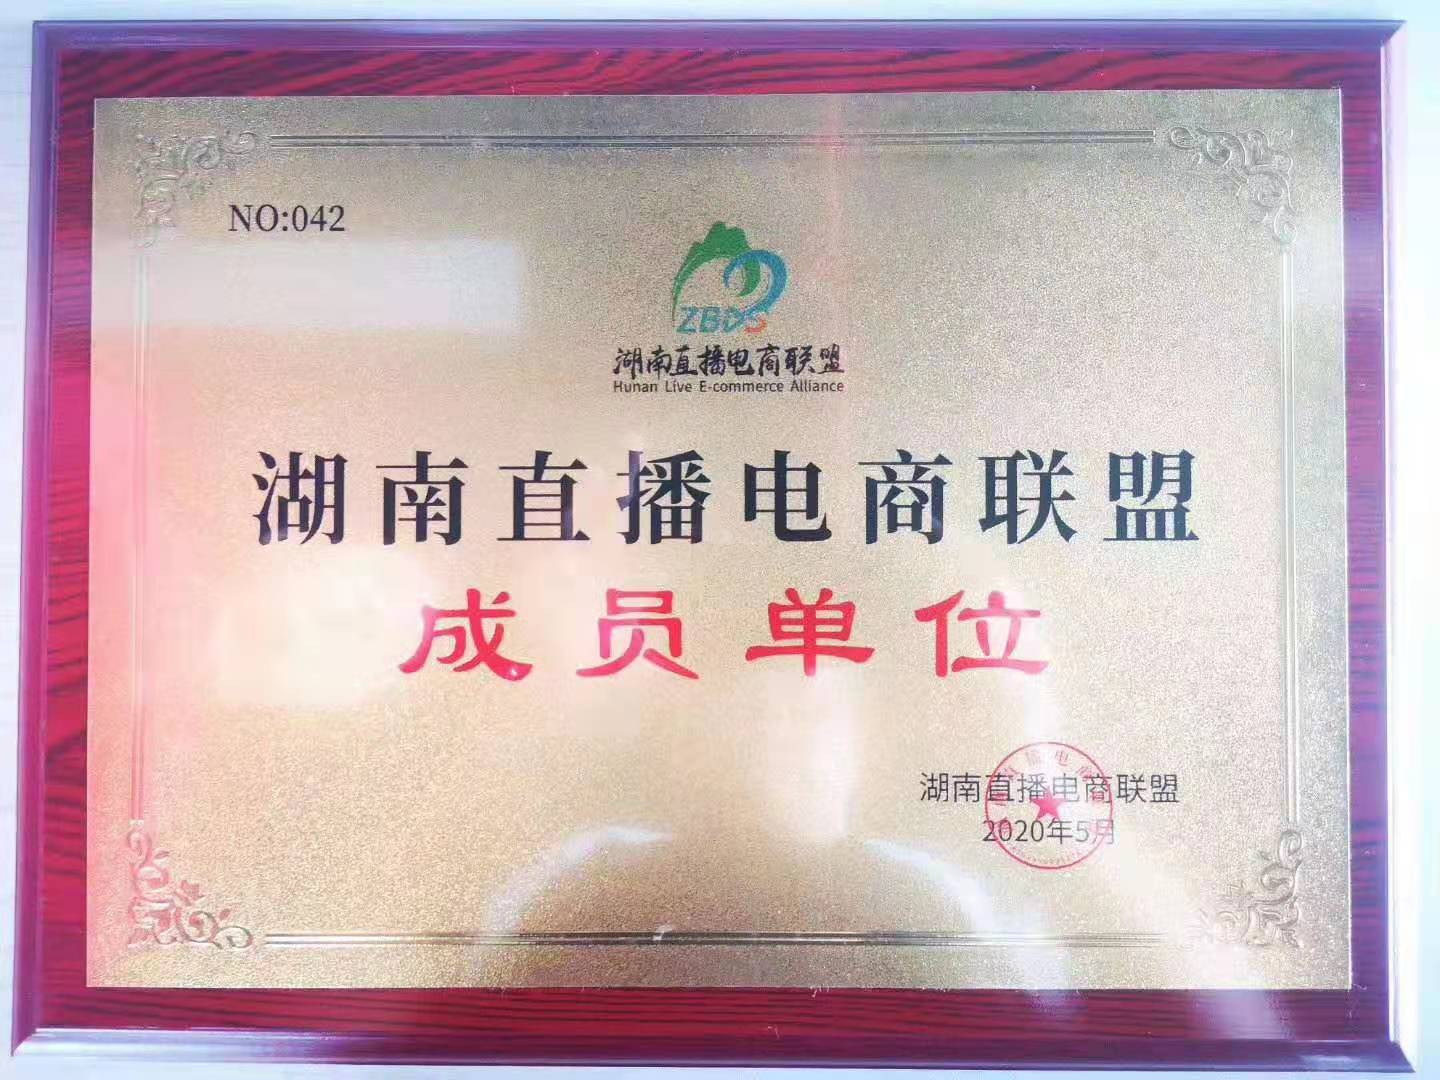 NO:042
ZBDS
湖南直播电商联盟
Hunan Live E-commerce Alliance
湖南直播电商联盟
成员单位
湖南直播电商联盟
2020年5月